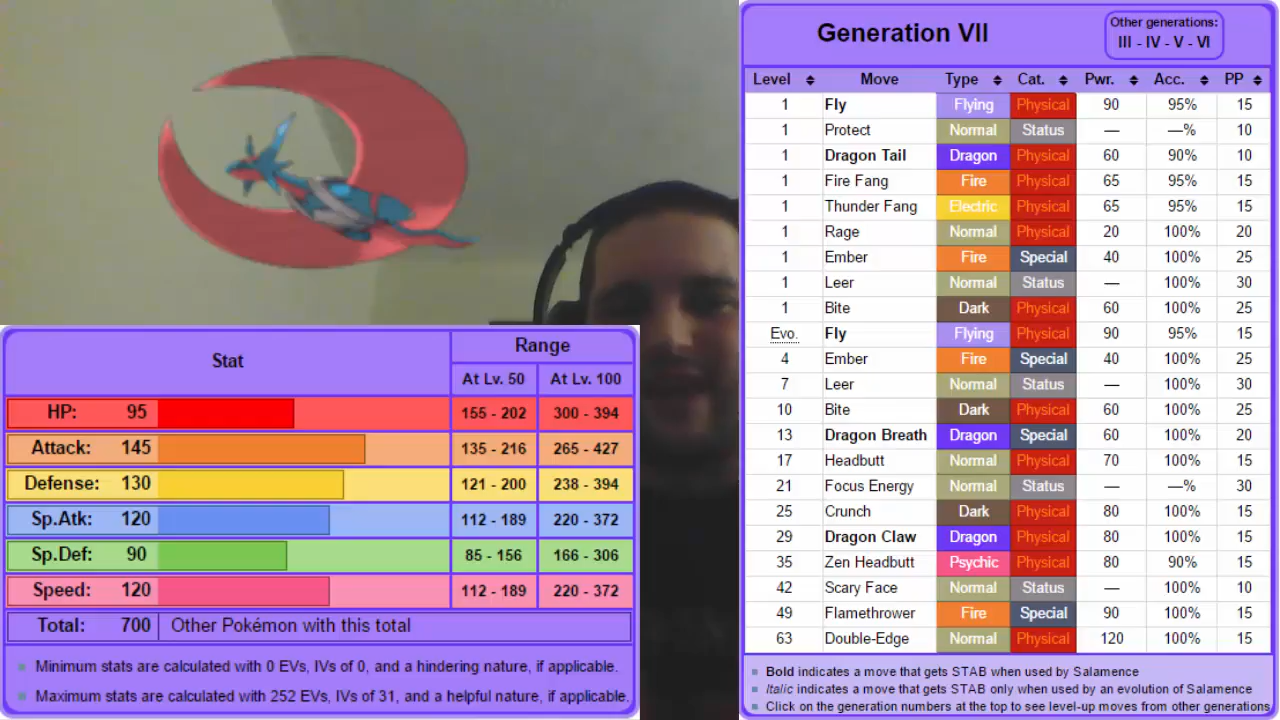 Stat
Range
At Lv. 50 At Lv. 100
HP: 95 155 - 202 300 - 394
Attack: 145 135 - 216 265 - 427
Defense: 130 121 - 200 238 - 394
Sp.Atk: 120 112 - 189 220 - 372
Sp.Def: 90 85 - 156 166 - 306
Speed: 120 112 - 189 220 - 372
Total: 700 Other Pokémon with this total
Minimum stats are calculated with 0 EVs, IVs of 0, and a hindering nature, if applicable.
Maximum stats are calculated with 252 EVs, IVs of 31, and a helpful nature, if applicable.
Generation VII
Other generations:
III - IV - V - VI
Level Move Type Cat. Pwr. Acc. PP
1 Fly Flying Physical 90 95% 15
1 Protect Normal Status — —% 10
1 Dragon Tail Dragon Physical 60 90% 10
1 Fire Fang Fire Physical 65 95% 15
1 Thunder Fang Electric Physical 65 95% 15
1 Rage Normal Physical 20 100% 20
1 Ember Fire Special 40 100% 25
1 Leer Normal Status — 100% 30
1 Bite Dark Physical 60 100% 25
Evo. Fly Flying Physical 90 95% 15
4 Ember Fire Special 40 100% 25
7 Leer Normal Status — 100% 30
10 Bite Dark Physical 60 100% 25
13 Dragon Breath Dragon Special 60 100% 20
17 Headbutt Normal Physical 70 100% 15
21 Focus Energy Normal Status — —% 30
25 Crunch Dark Physical 80 100% 15
29 Dragon Claw Dragon Physical 80 100% 15
35 Zen Headbutt Psychic Physical 80 90% 15
42 Scary Face Normal Status — 100% 10
49 Flamethrower Fire Special 90 100% 15
63 Double-Edge Normal Physical 120 100% 15
Bold indicates a move that gets STAB when used by Salamence
Italic indicates a move that gets STAB only when used by an evolution of Salamence
Click on the generation numbers at the top to see level-up moves from other generations